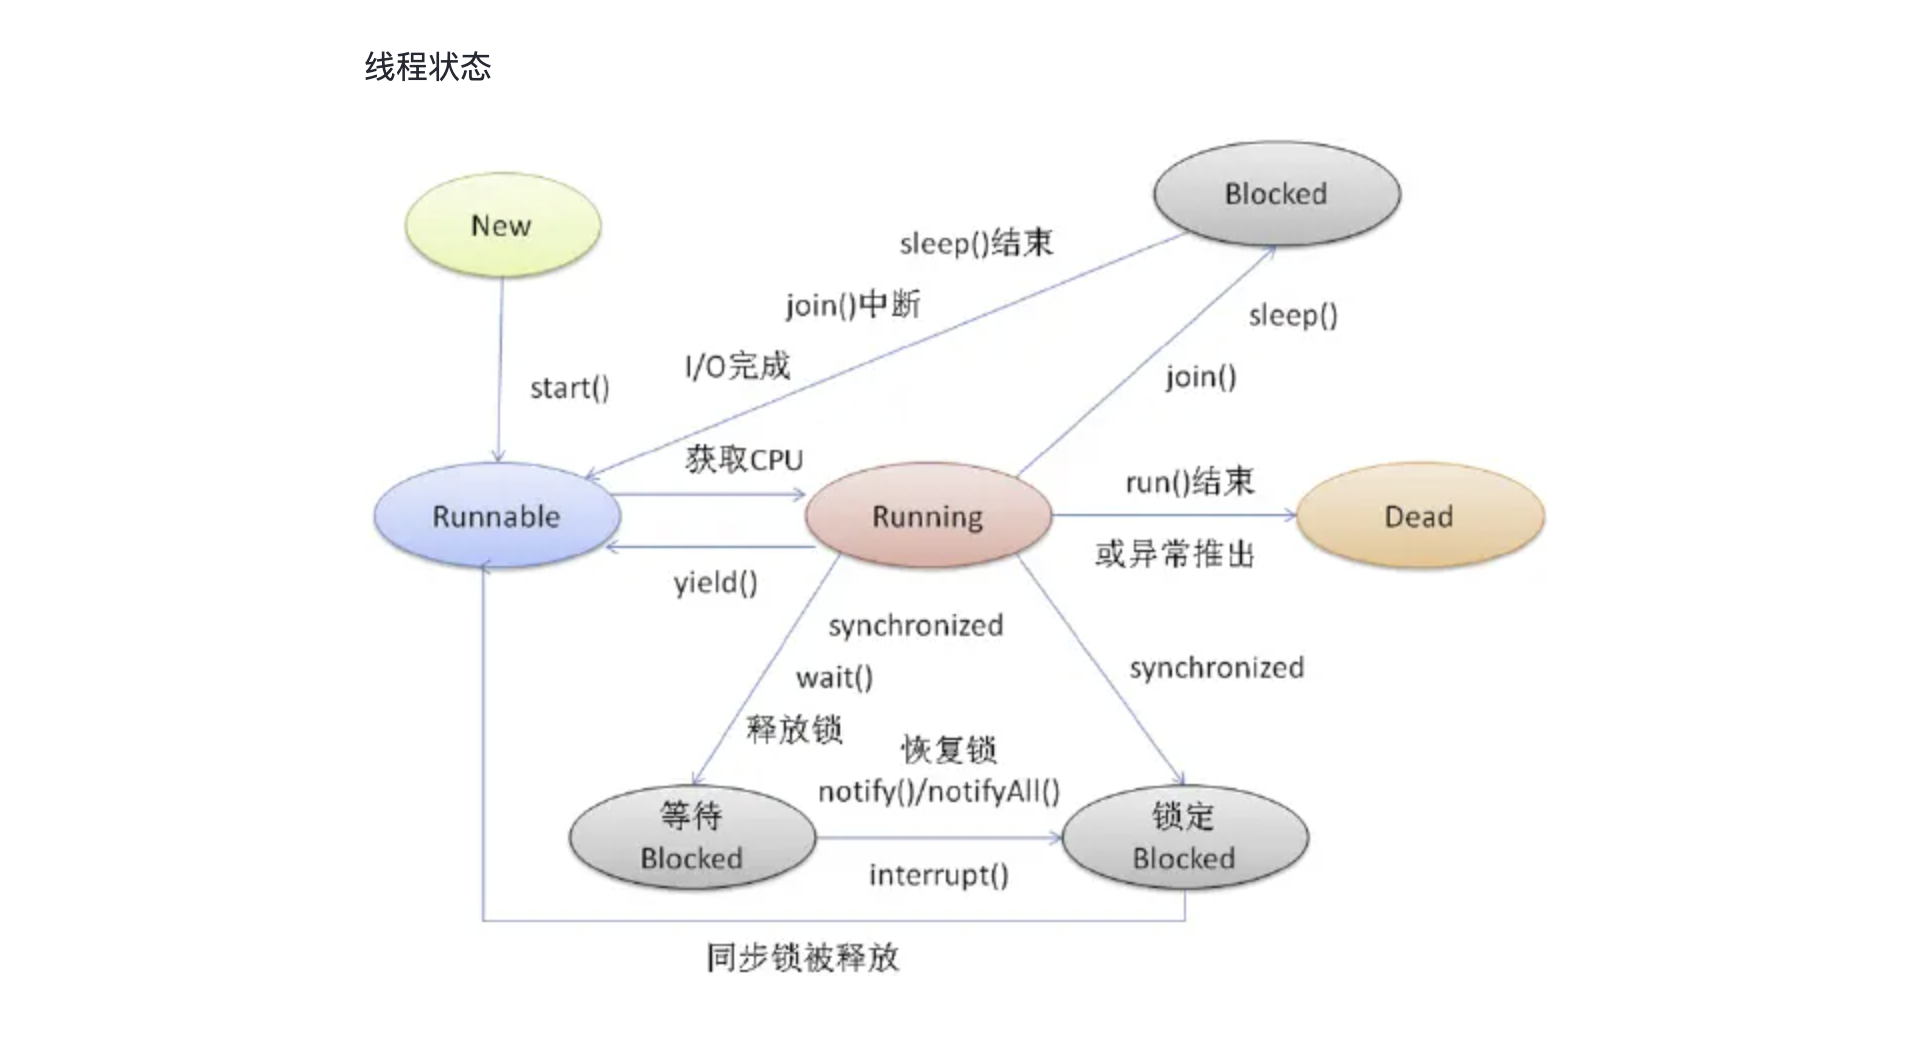 线程状态
Blocked
New
sleep()结束
join()中断
sleep()
I/O完成
join()
start()
获取CPU
run()结束
Runnable
Running
Dead
或异常推出
yield()
synchronized
synchronized
wait()
释放锁
恢复锁
notify()/notifyAll()
等待
Blocked
锁定
Blocked
interrupt()
同步锁被释放